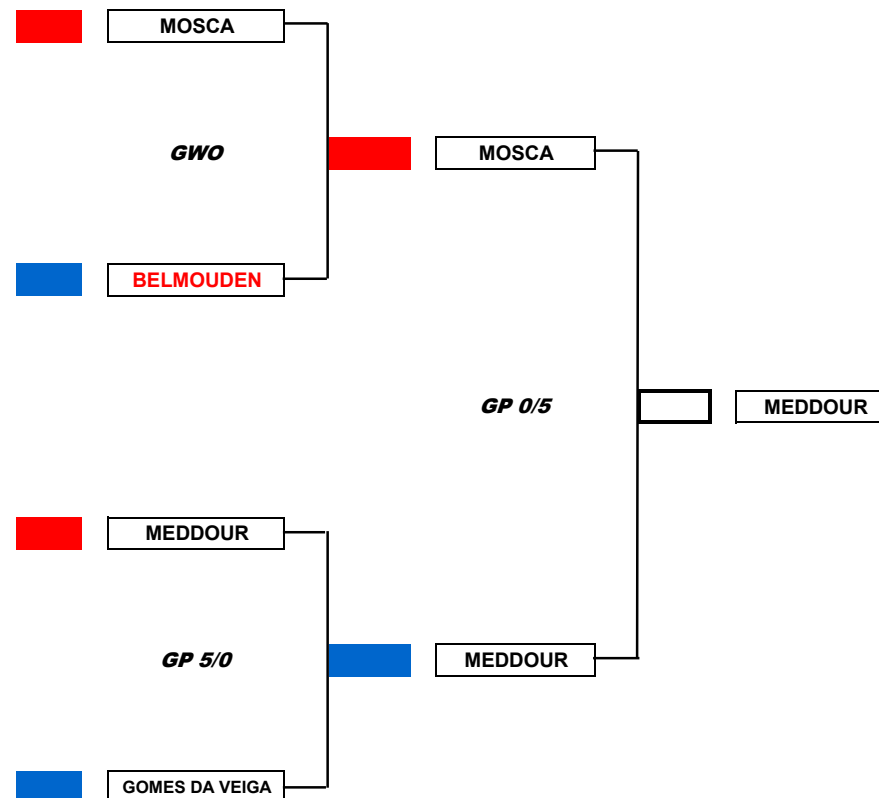 MOSCA
GWO
MOSCA
BELMOUDEN
GP 0/5
MEDDOUR
MEDDOUR
GP 5/0
MEDDOUR
GOMES DA VEIGA